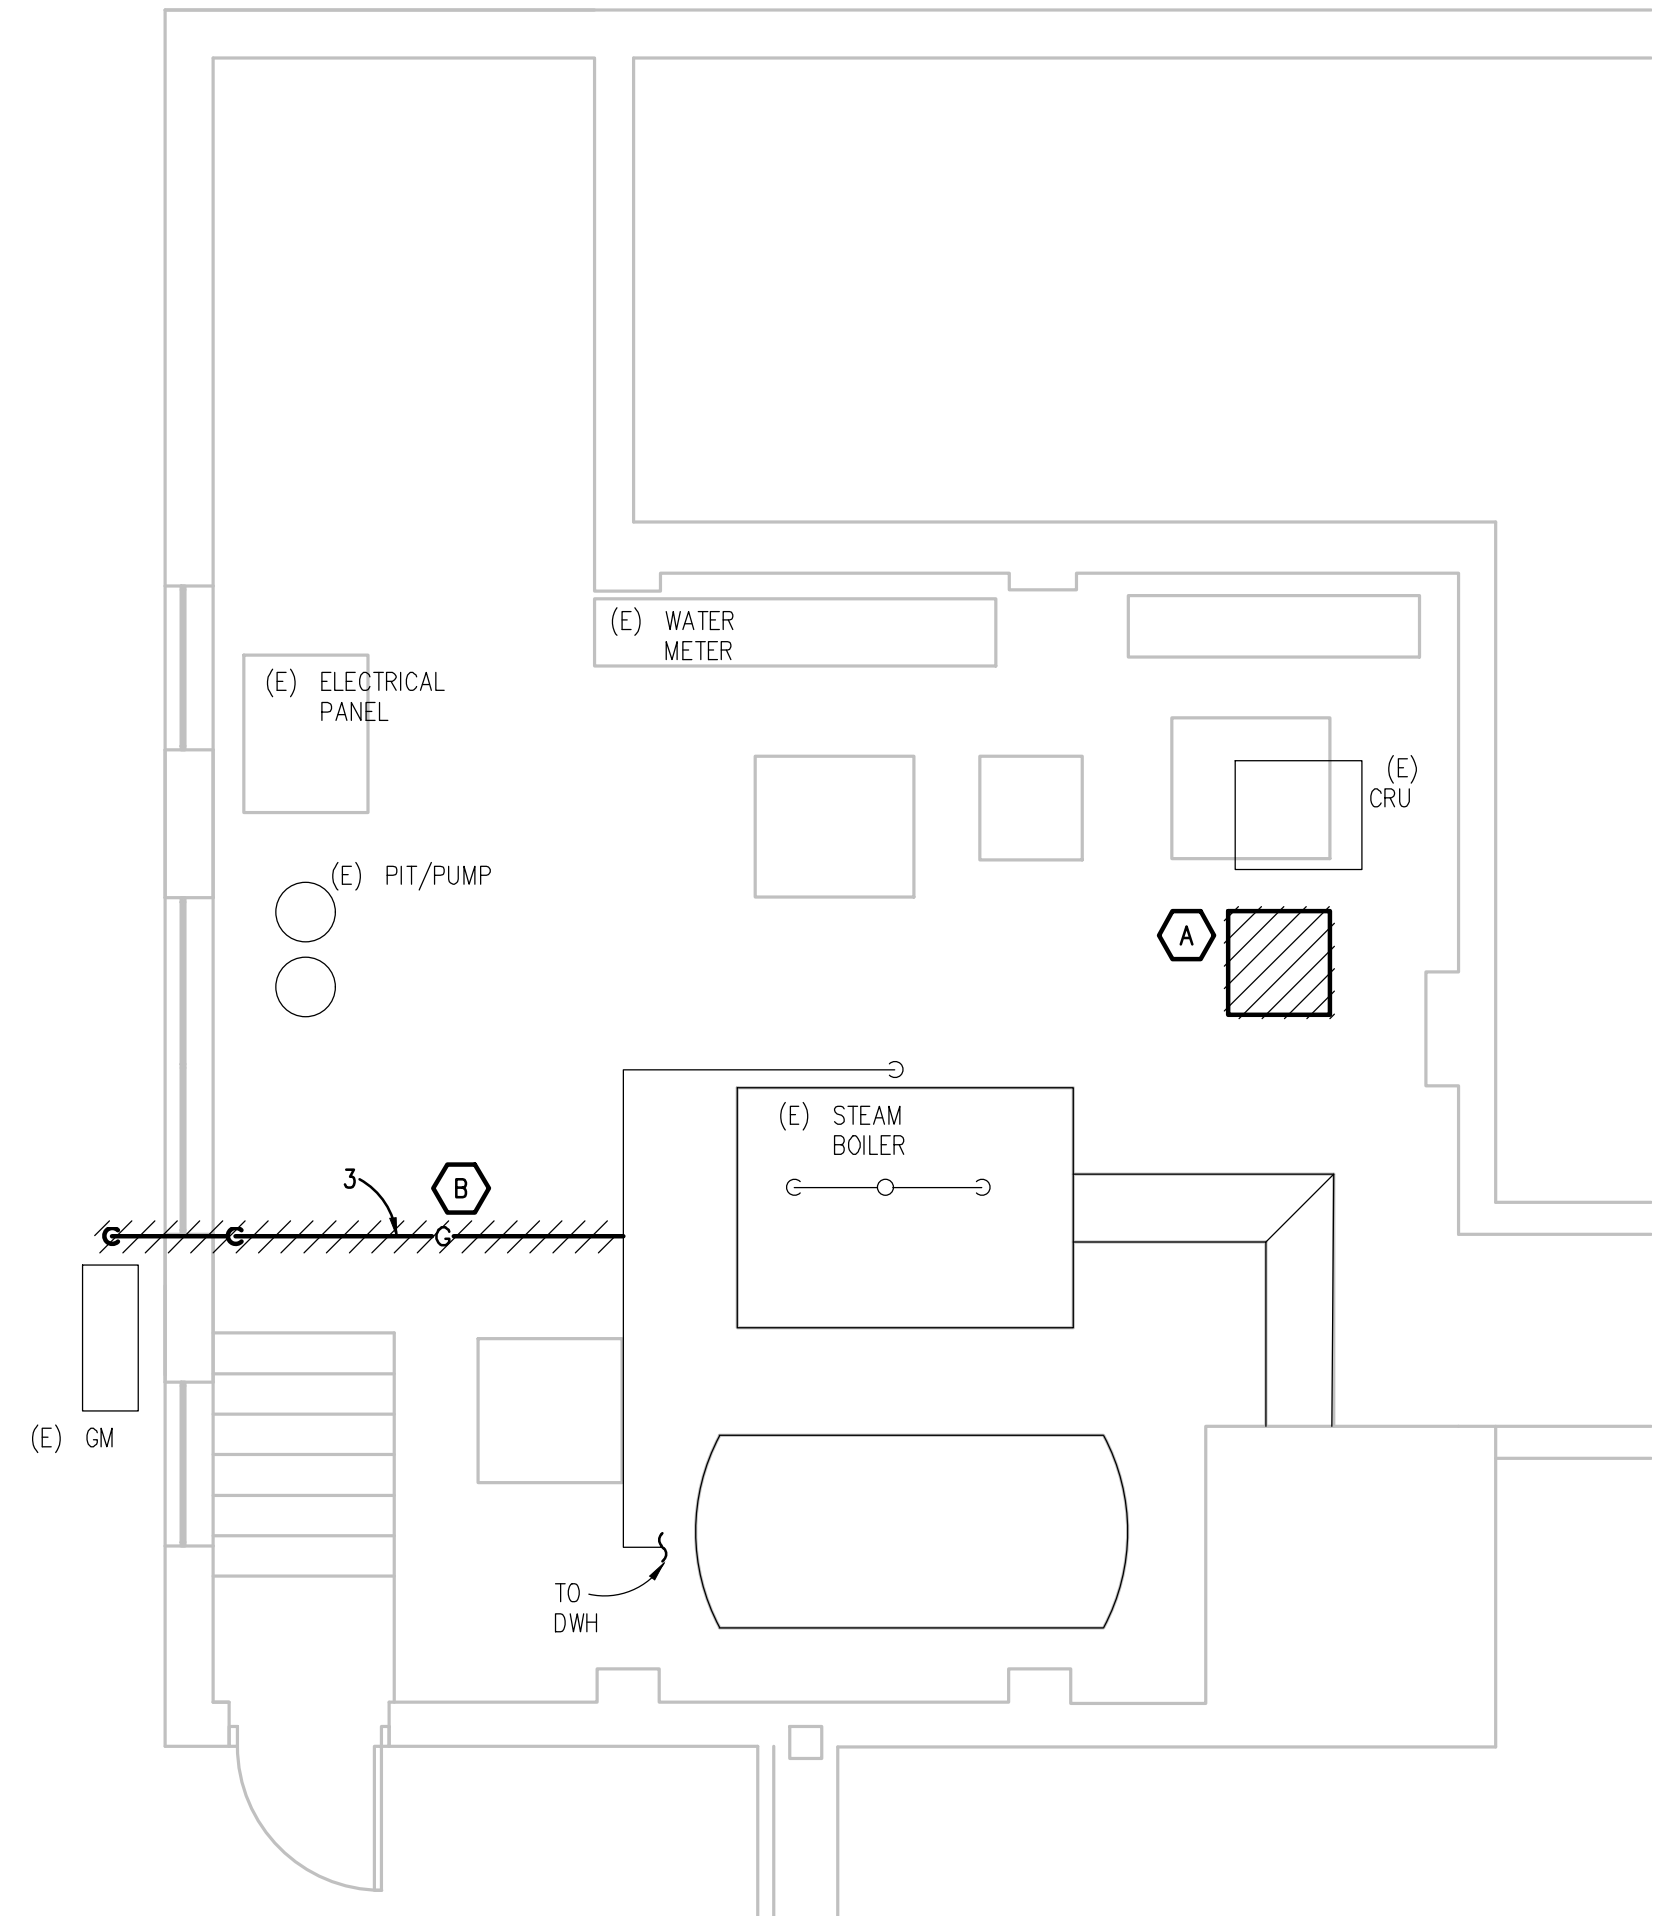 (E) WATER
METER
(E) ELECTRICAL
PANEL
(E)
CRU
(E) PIT/PUMP
A
(E) STEAM
BOILER
3
B
G
(E) GM
TO
DWH